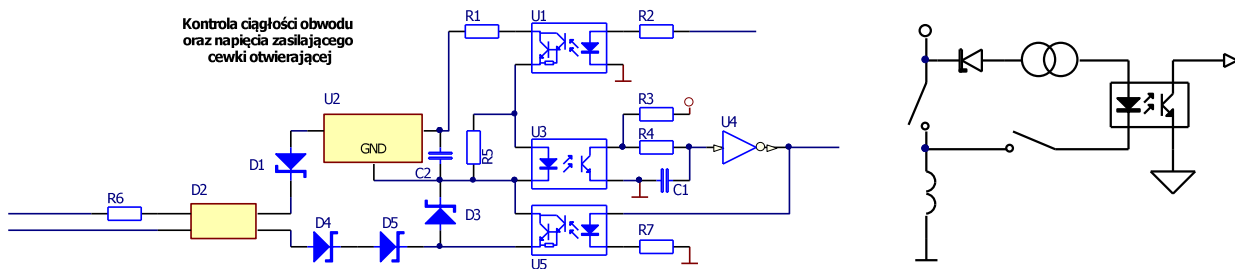 Kontrola ciągłości obwodu
oraz napięcia zasilającego
cewki otwierającej
R1
U1
R2
U2
GND
D1
C2
R5
U3
R3
R4
U4
C1
R6
D2
D3
D4
D5
U5
R7